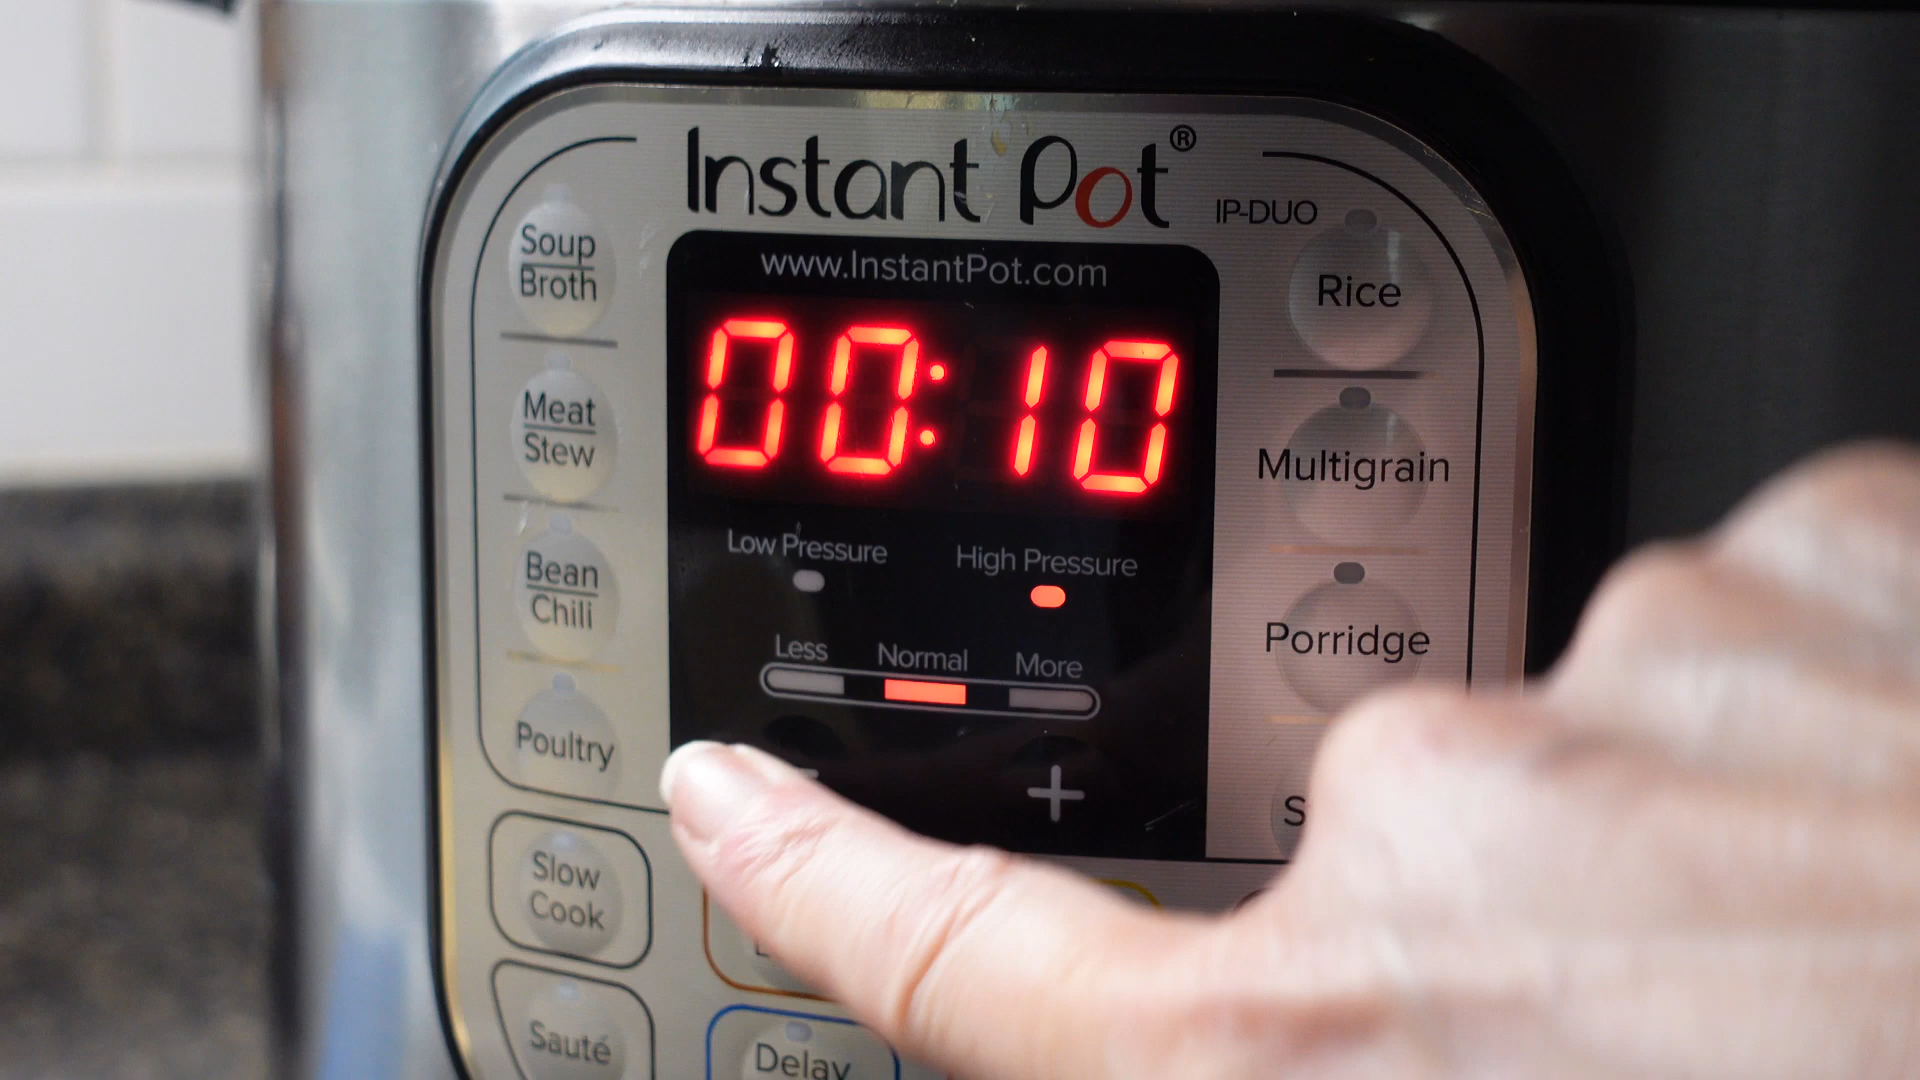 Instant Pot®
IP-DUO
www.InstantPot.com
00:10
Low Pressure
High Pressure
Less
Normal
More
+
Soup
Broth
Meat
Stew
Bean
Chili
Poultry
Slow
Cook
Sauté
Delay
Rice
Multigrain
Porridge